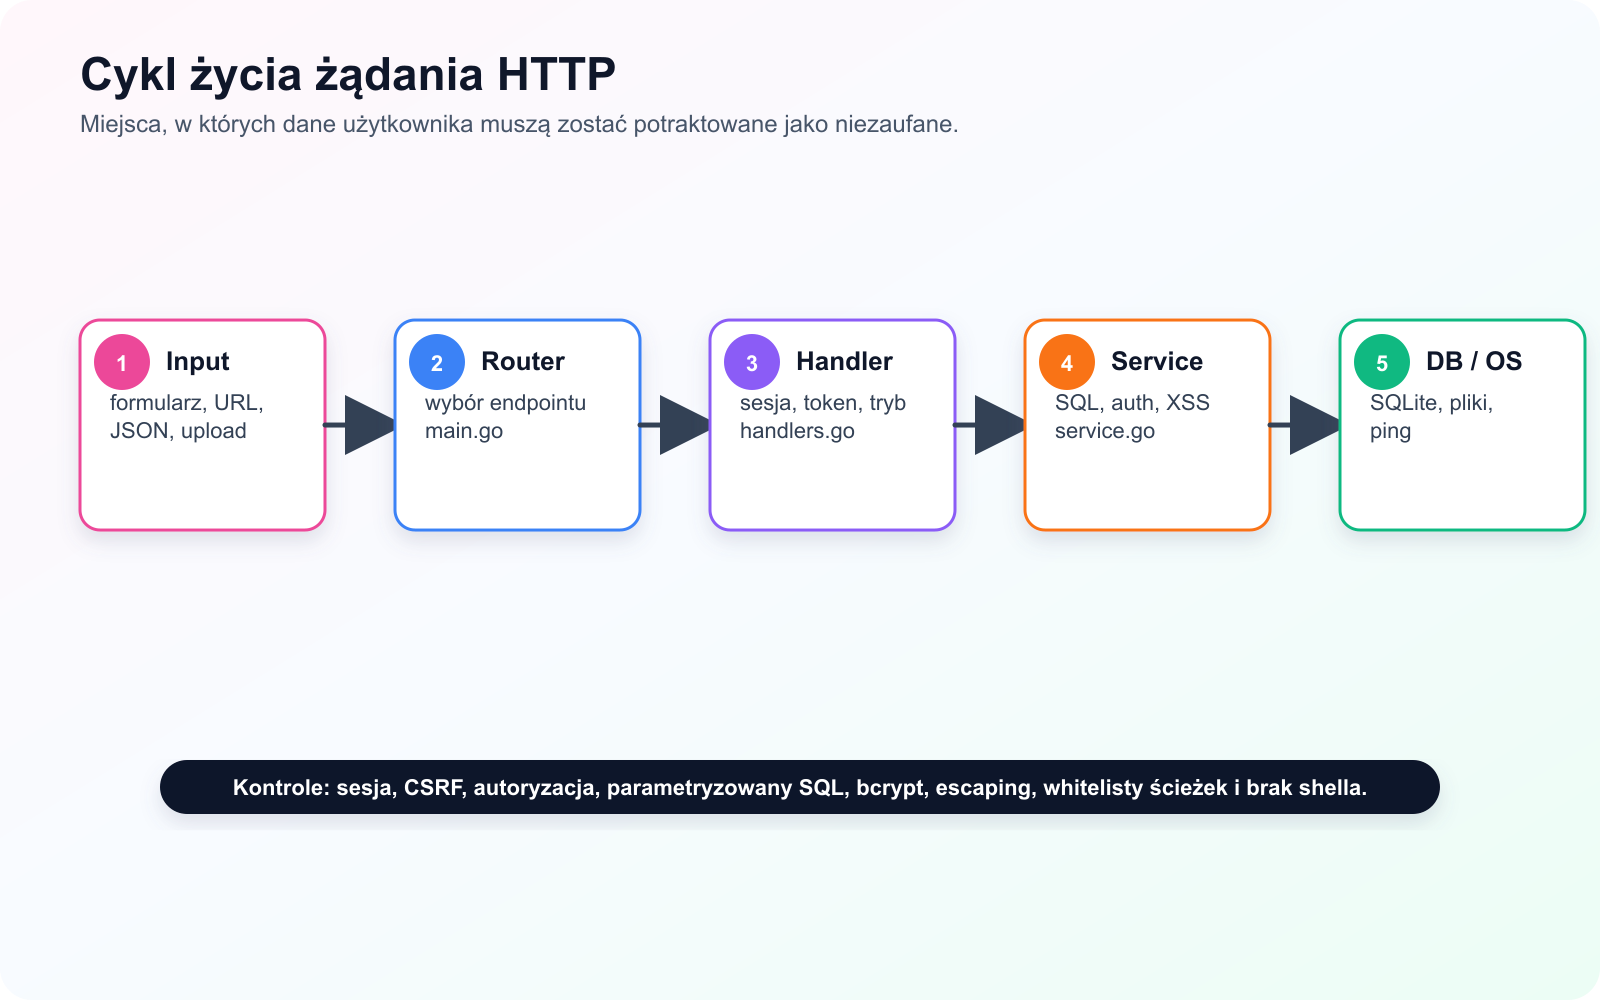 Cykl życia żądania HTTP
Miejsca, w których dane użytkownika muszą zostać potraktowane jako niezaufane.
1 Input
formularz, URL,
JSON, upload
2 Router
wybór endpointu
main.go
3 Handler
sesja, token, tryb
handlers.go
4 Service
SQL, auth, XSS
service.go
5 DB / OS
SQLite, pliki,
ping
Kontrole: sesja, CSRF, autoryzacja, parametryzowany SQL, bcrypt, escaping, whitelisty ścieżek i brak shella.